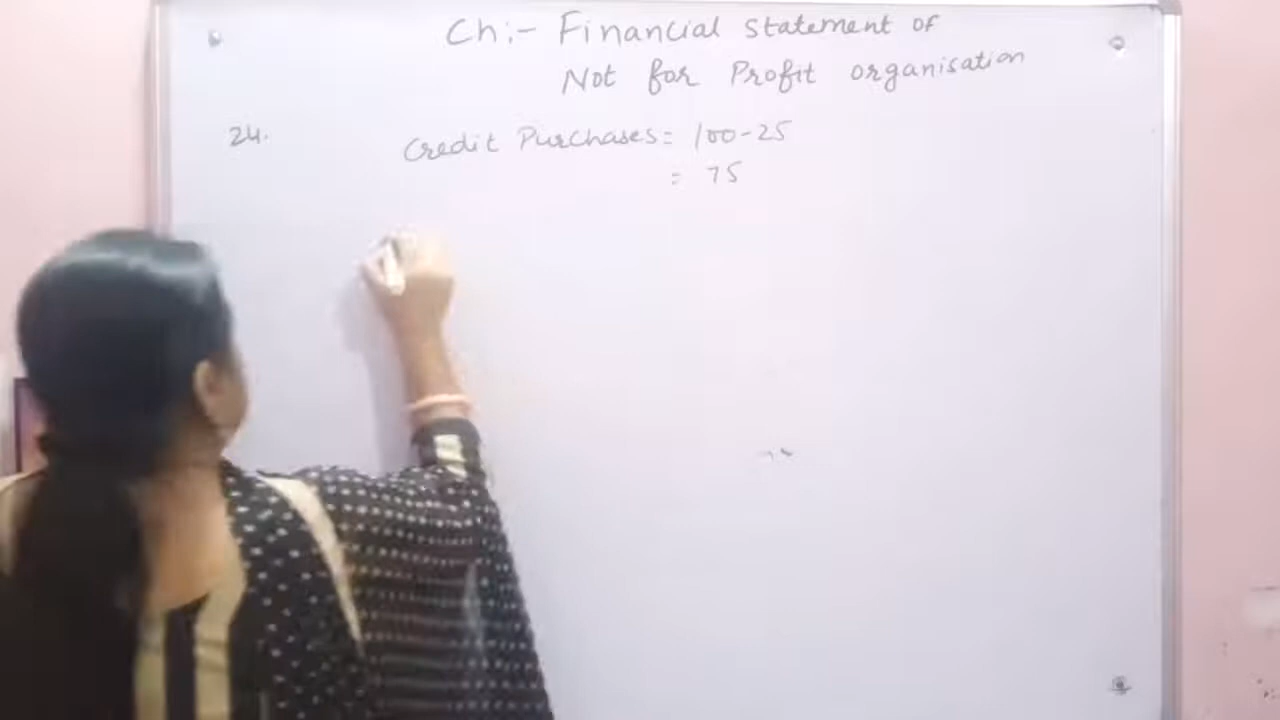 Ch:- Financial statement of
Not for Profit organisation
24. Credit Purchases = 100-25
= 75